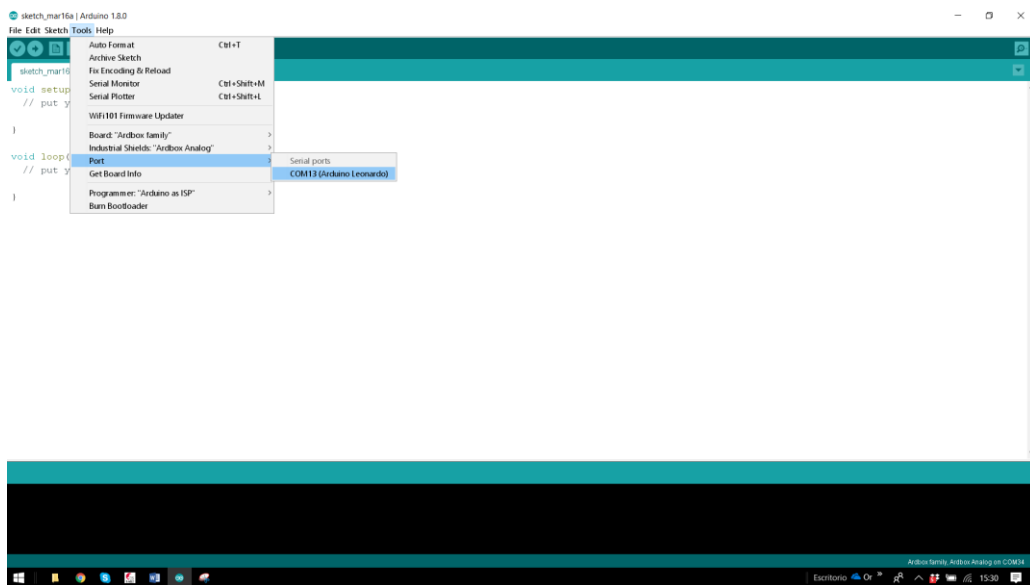 sketch_mar16a | Arduino 1.8.0
File Edit Sketch Tools Help
sketch_mar16
Auto Format Ctrl+T
Archive Sketch
Fix Encoding & Reload
Serial Monitor Ctrl+Shift+M
Serial Plotter Ctrl+Shift+L
WiFi101 Firmware Updater
Board: "Ardbox family"
Industrial Shields: "Ardbox Analog"
Port
Get Board Info
Programmer: "Arduino as ISP"
Burn Bootloader
Serial ports
COM13 (Arduino Leonardo)
void setup
// put y
}
void loop(
// put y
}
Ardbox family, Ardbox Analog on COM34
Escritorio Or 15:30